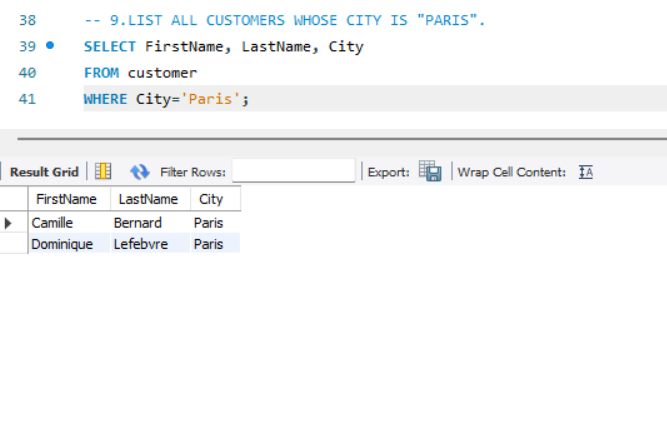 38 -- 9.LIST ALL CUSTOMERS WHOSE CITY IS "PARIS".
39 SELECT FirstName, LastName, City
40 FROM customer
41 WHERE City='Paris';
Result Grid Filter Rows: Export: Wrap Cell Content: IA
FirstName LastName City
Camille Bernard Paris
Dominique Lefebvre Paris